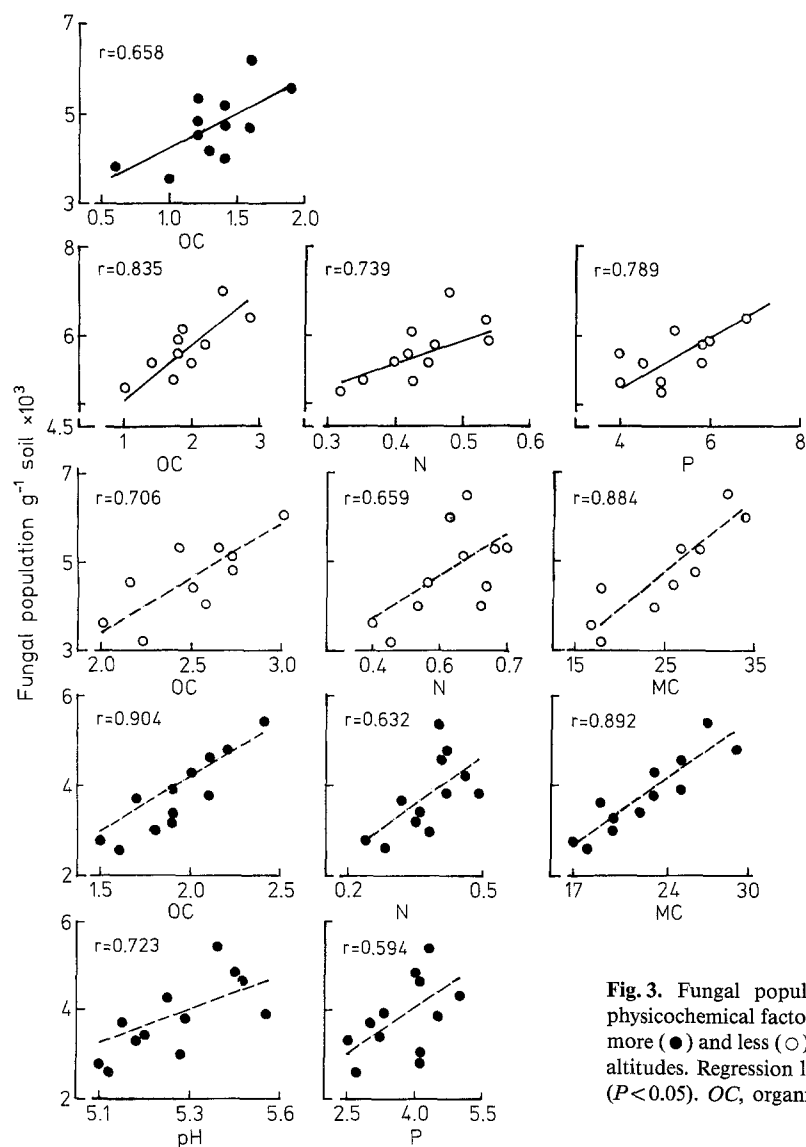 7
r=0.658
5
3
0.5 1.0 1.5 2.0
OC
8
r=0.835 r=0.739 r=0.789
6
4.5
1 2 3 0.3 0.4 0.5 0.6 4 6 8
OC N P
Fungal population g⁻¹ soil ×10³
7
r=0.706 r=0.659 r=0.884
5
3
2.0 2.5 3.0 0.4 0.6 0.7 15 25 35
OC N MC
6
r=0.904 r=0.632 r=0.892
4
2
1.5 2.0 2.5 0.2 0.5 17 24 30
OC N MC
6
r=0.723 r=0.594
4
2
5.1 5.3 5.6 2.5 4.0 5.5
pH P
Fig. 3. Fungal popul
physicochemical factor
more (●) and less (○)
altitudes. Regression l
(P<0.05). OC, organi